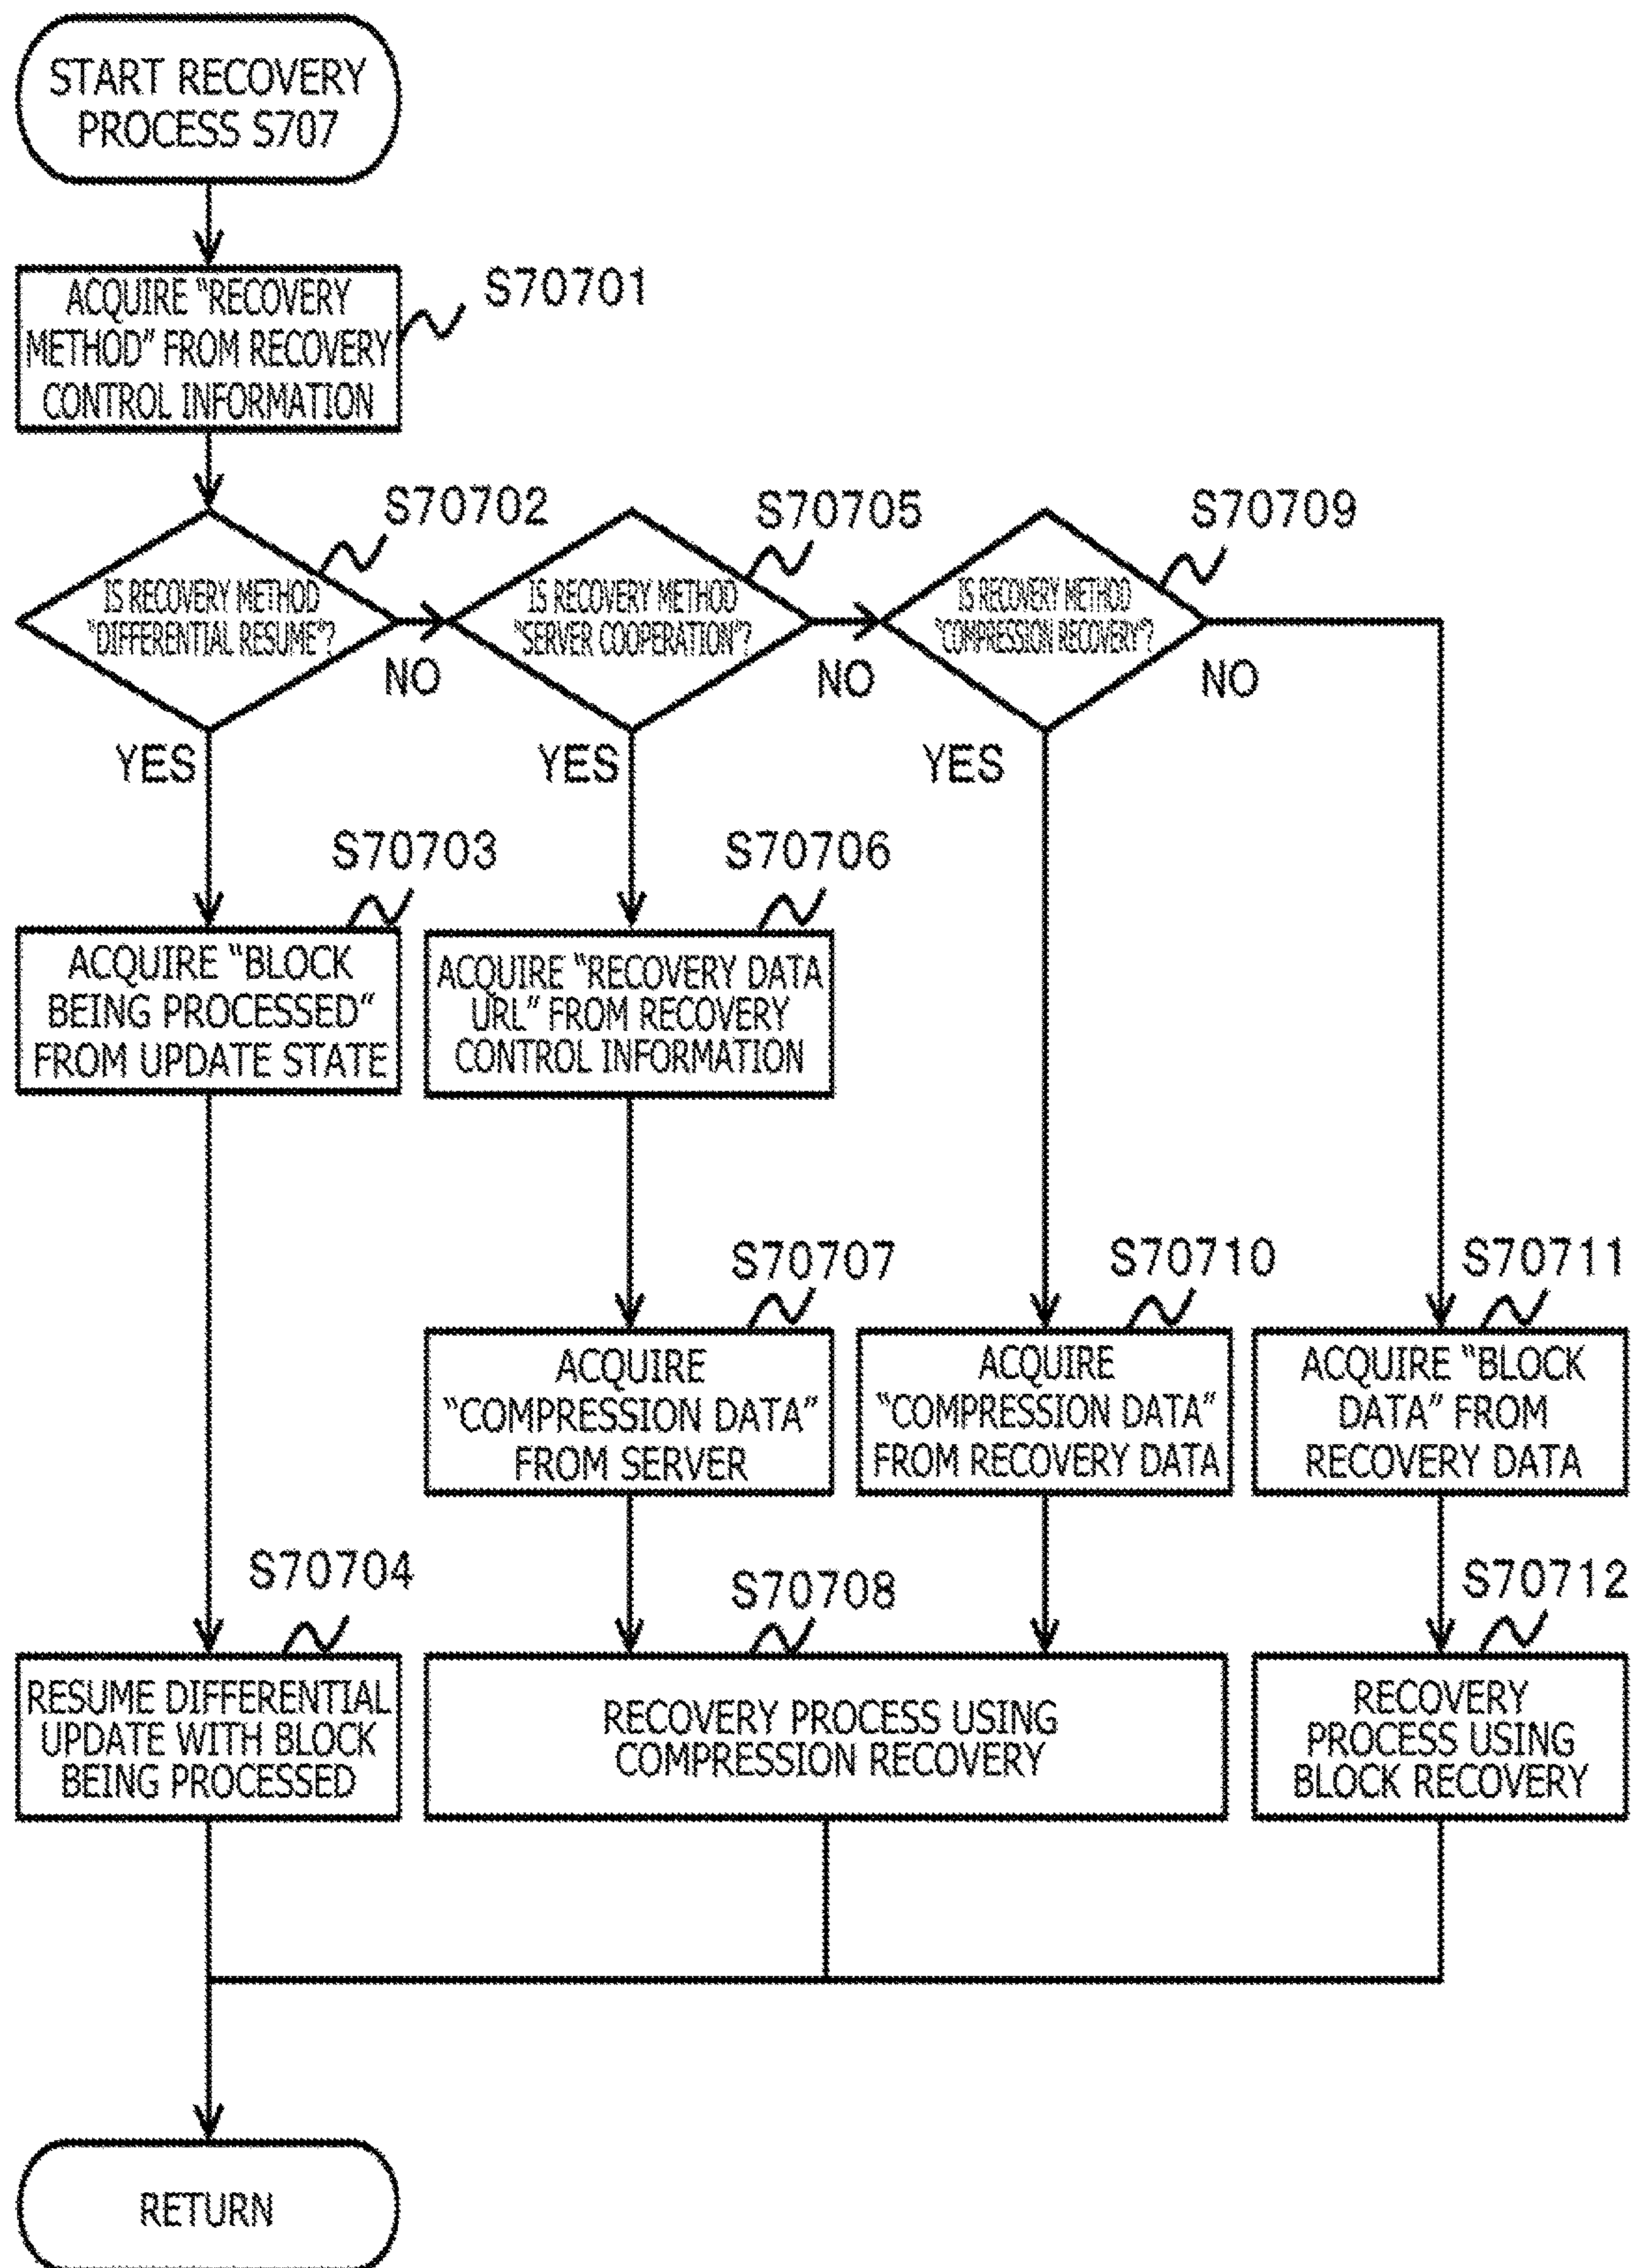 START RECOVERY
PROCESS S707
S70701
ACQUIRE “RECOVERY
METHOD” FROM RECOVERY
CONTROL INFORMATION
S70702
S70705
S70709
IS RECOVERY METHOD
“DIFFERENTIAL RESUME”?
IS RECOVERY METHOD
“SERVER COOPERATION”?
IS RECOVERY METHOD
“COMPRESSION RECOVERY”?
NO
NO
NO
YES
YES
YES
S70703
S70706
ACQUIRE “BLOCK
BEING PROCESSED”
FROM UPDATE STATE
ACQUIRE “RECOVERY DATA
URL” FROM RECOVERY
CONTROL INFORMATION
S70707
S70710
S70711
ACQUIRE
“COMPRESSION DATA”
FROM SERVER
ACQUIRE
“COMPRESSION DATA”
FROM RECOVERY DATA
ACQUIRE “BLOCK
DATA” FROM
RECOVERY DATA
S70704
S70708
S70712
RESUME DIFFERENTIAL
UPDATE WITH BLOCK
BEING PROCESSED
RECOVERY PROCESS USING
COMPRESSION RECOVERY
RECOVERY
PROCESS USING
BLOCK RECOVERY
RETURN